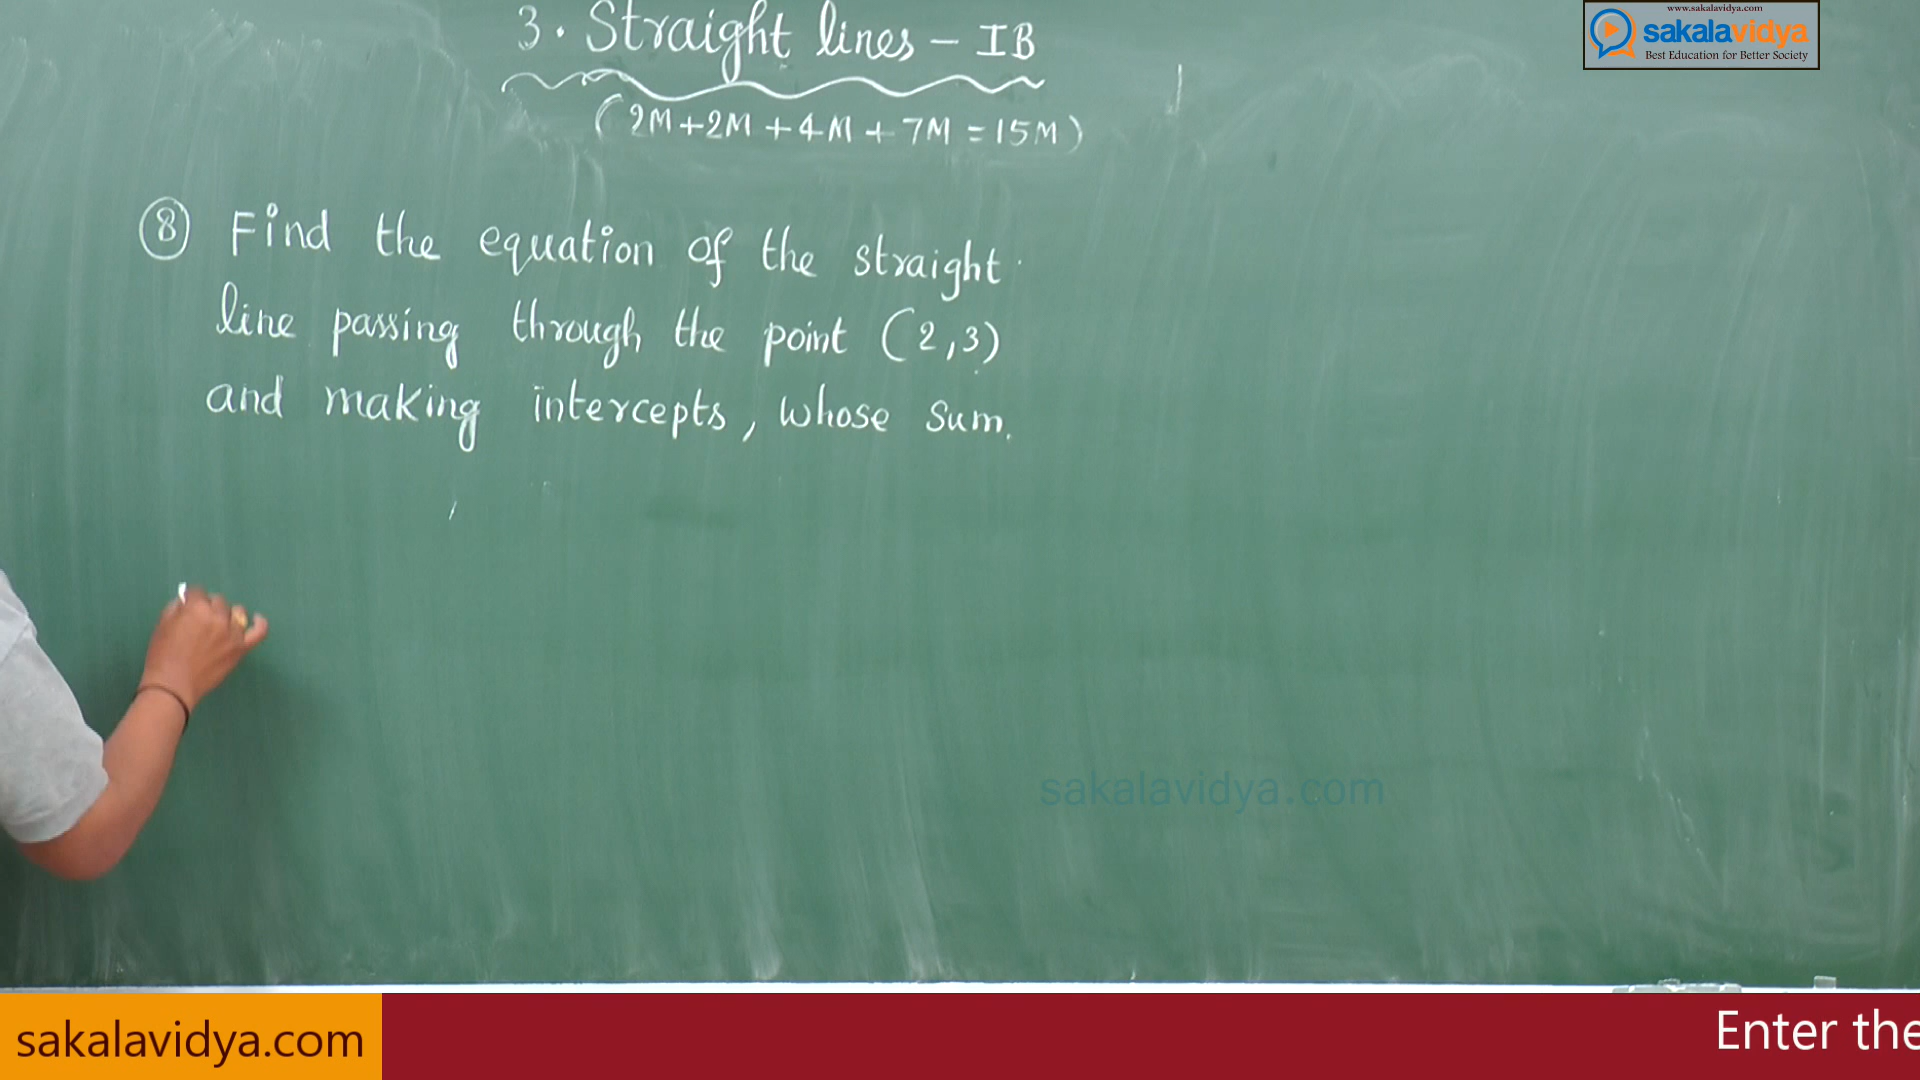 www.sakalavidya.com
sakalavidya
Best Education for Better Society
3. Straight lines - IB
(2M+2M+4M+7M=15M)
8 Find the equation of the straight
line passing through the point (2,3)
and making intercepts, whose sum.
sakalavidya.com
sakalavidya.com
Enter the